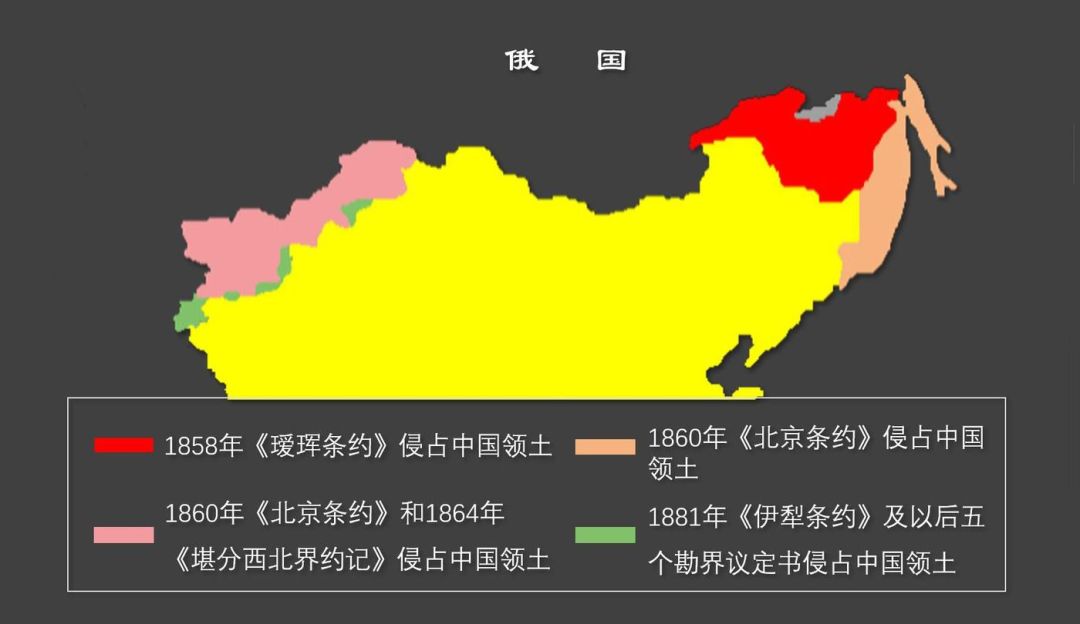 俄 国
1858年《瑷珲条约》侵占中国领土
1860年《北京条约》侵占中国
领土
1860年《北京条约》和1864年
《堪分西北界约记》侵占中国领土
1881年《伊犁条约》及以后五
个勘界议定书侵占中国领土